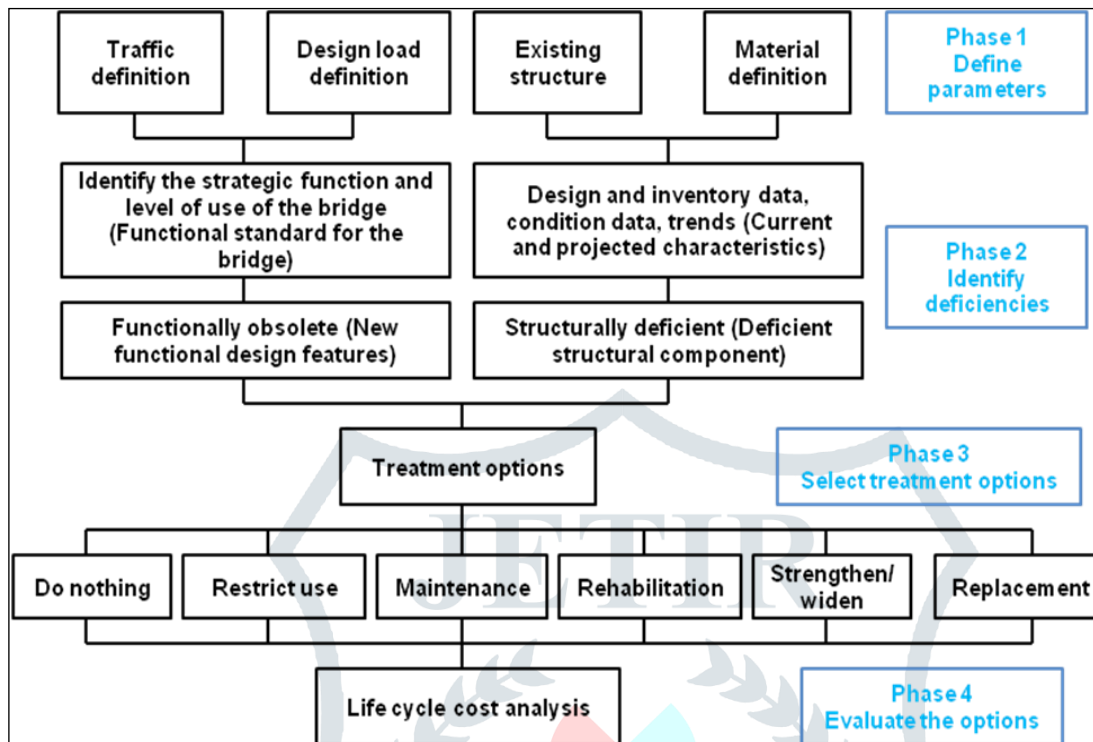 Traffic
definition
Design load
definition
Existing
structure
Material
definition
Phase 1
Define
parameters
Identify the strategic function and
level of use of the bridge
(Functional standard for the
bridge)
Design and inventory data,
condition data, trends (Current
and projected characteristics)
Phase 2
Identify
deficiencies
Functionally obsolete (New
functional design features)
Structurally deficient (Deficient
structural component)
Treatment options
Phase 3
Select treatment options
JETIR
Do nothing
Restrict use
Maintenance
Rehabilitation
Strengthen/
widen
Replacement
Life cycle cost analysis
Phase 4
Evaluate the options